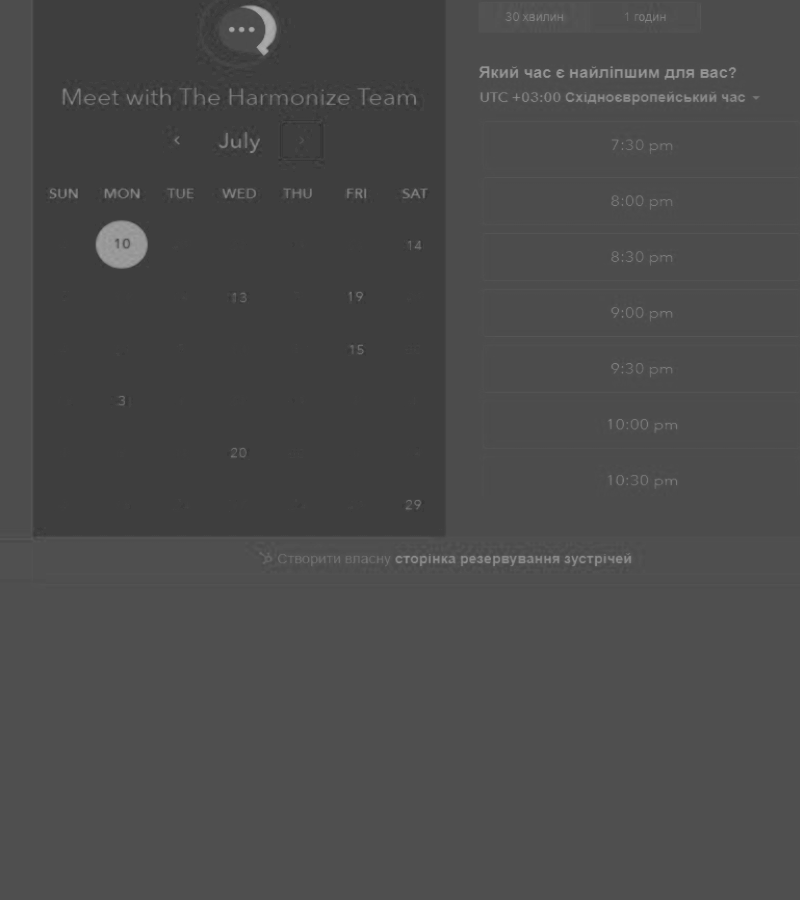 30 хвилин 1 годин
Meet with The Harmonize Team
July
SUN MON TUE WED THU FRI SAT
10 14
13 19
15
3
20
29
Який час є найліпшим для вас?
UTC +03:00 Східноєвропейський час
7:30 pm
8:00 pm
8:30 pm
9:00 pm
9:30 pm
10:00 pm
10:30 pm
Створити власну сторінка резервування зустрічей